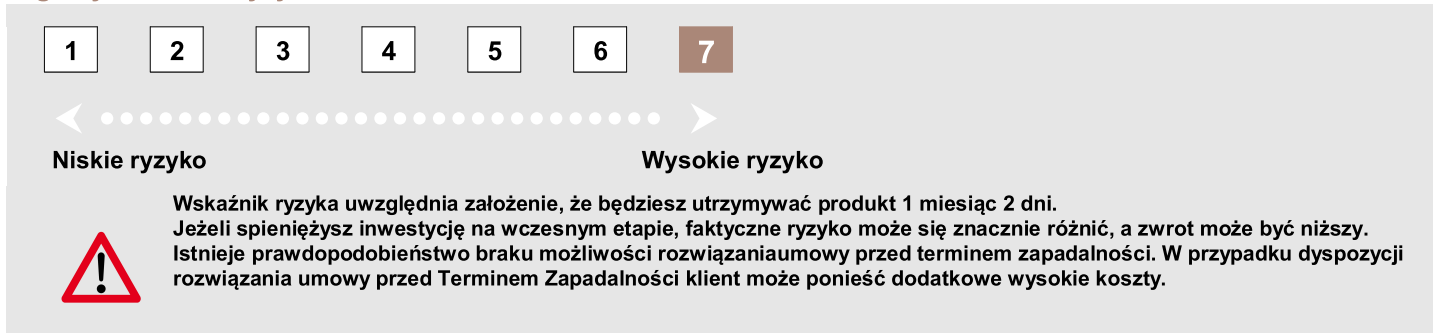 1 2 3 4 5 6 7
Niskie ryzyko Wysokie ryzyko
Wskaźnik ryzyka uwzględnia założenie, że będziesz utrzymywać produkt 1 miesiąc 2 dni.
Jeżeli spieniężysz inwestycję na wczesnym etapie, faktyczne ryzyko może się znacznie różnić, a zwrot może być niższy.
Istnieje prawdopodobieństwo braku możliwości rozwiązaniaumowy przed terminem zapadalności. W przypadku dyspozycji
rozwiązania umowy przed Terminem Zapadalności klient może ponieść dodatkowe wysokie koszty.